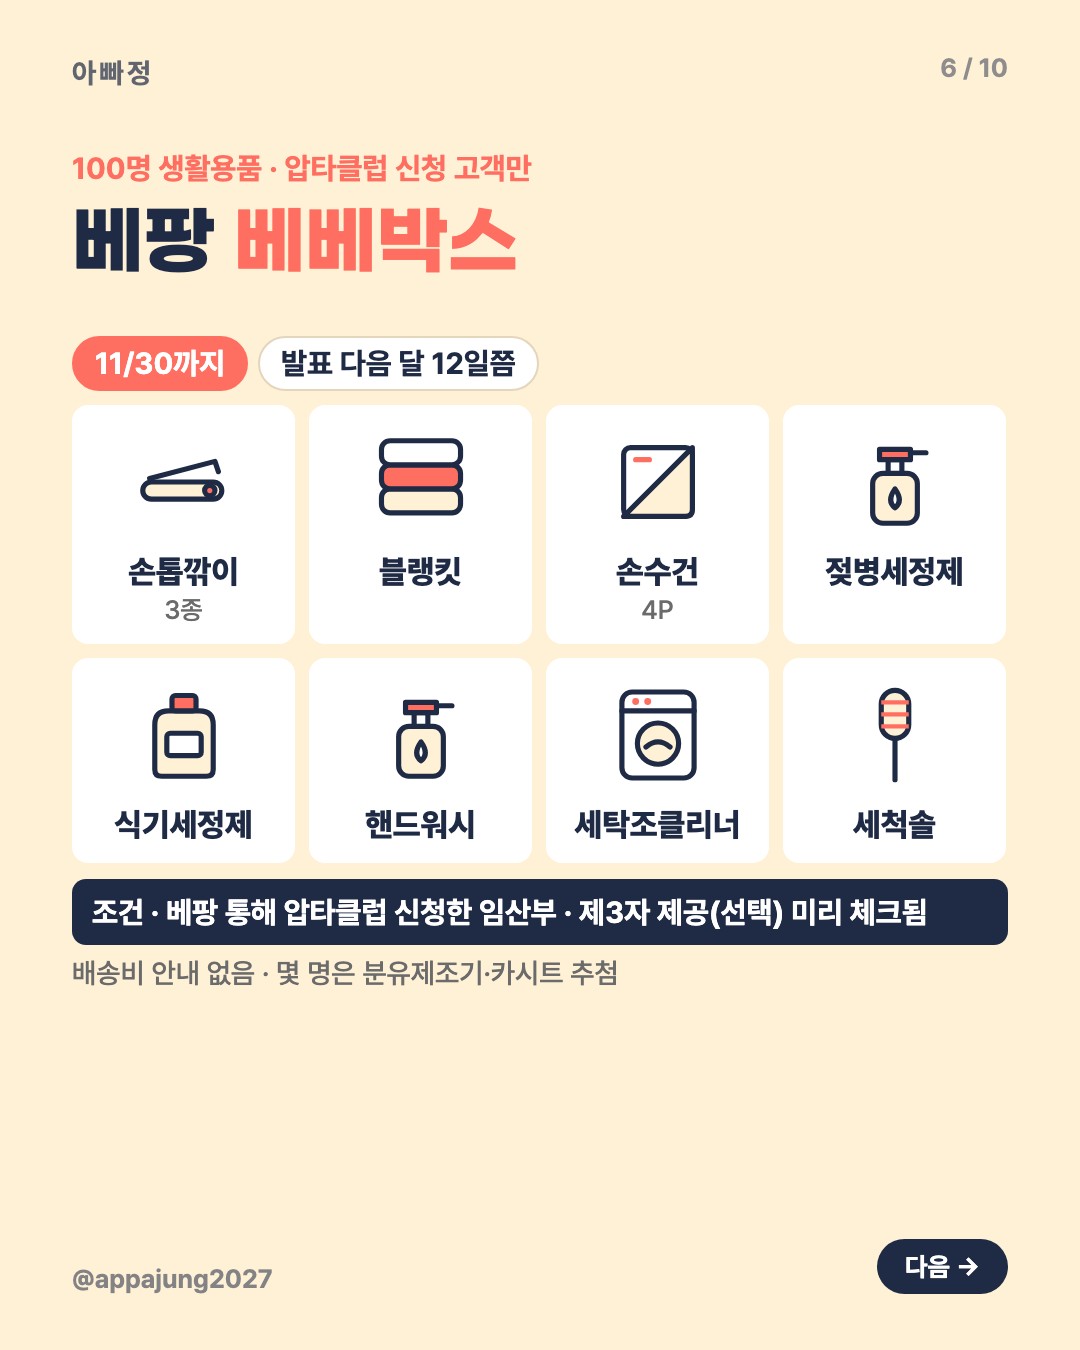 아빠정
6 / 10
100명 생활용품 · 압타클럽 신청 고객만
베팡 베베박스
11/30까지
발표 다음 달 12일쯤
손톱깎이
3종
블랭킷
손수건
4P
젖병세정제
식기세정제
핸드워시
세탁조클리너
세척솔
조건 · 베팡 통해 압타클럽 신청한 임산부 · 제3자 제공(선택) 미리 체크됨
배송비 안내 없음 · 몇 명은 분유제조기·카시트 추첨
@appajung2027
다음 →